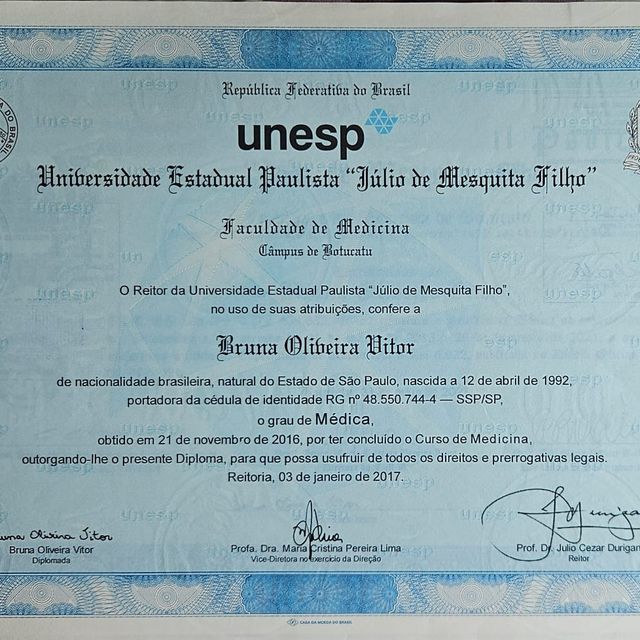 República Federativa do Brasil
unesp
Universidade Estadual Paulista "Júlio de Mesquita Filho"
Faculdade de Medicina
Câmpus de Botucatu
O Reitor da Universidade Estadual Paulista "Júlio de Mesquita Filho",
no uso de suas atribuições, confere a
Bruna Oliveira Vitor
de nacionalidade brasileira, natural do Estado de São Paulo, nascida a 12 de abril de 1992,
portadora da cédula de identidade RG nº 48.550.744-4 — SSP/SP,
o grau de Médica,
obtido em 21 de novembro de 2016, por ter concluído o Curso de Medicina,
outorgando-lhe o presente Diploma, para que possa usufruir de todos os direitos e prerrogativas legais.
Reitoria, 03 de janeiro de 2017.
Bruna Oliveira Vitor
Diplomada
Profa. Dra. Maria Cristina Pereira Lima
Vice-Diretora no exercício da Direção
Prof. Dr. Julio Cezar Durigan
Reitor
CASA DA MOEDA DO BRASIL